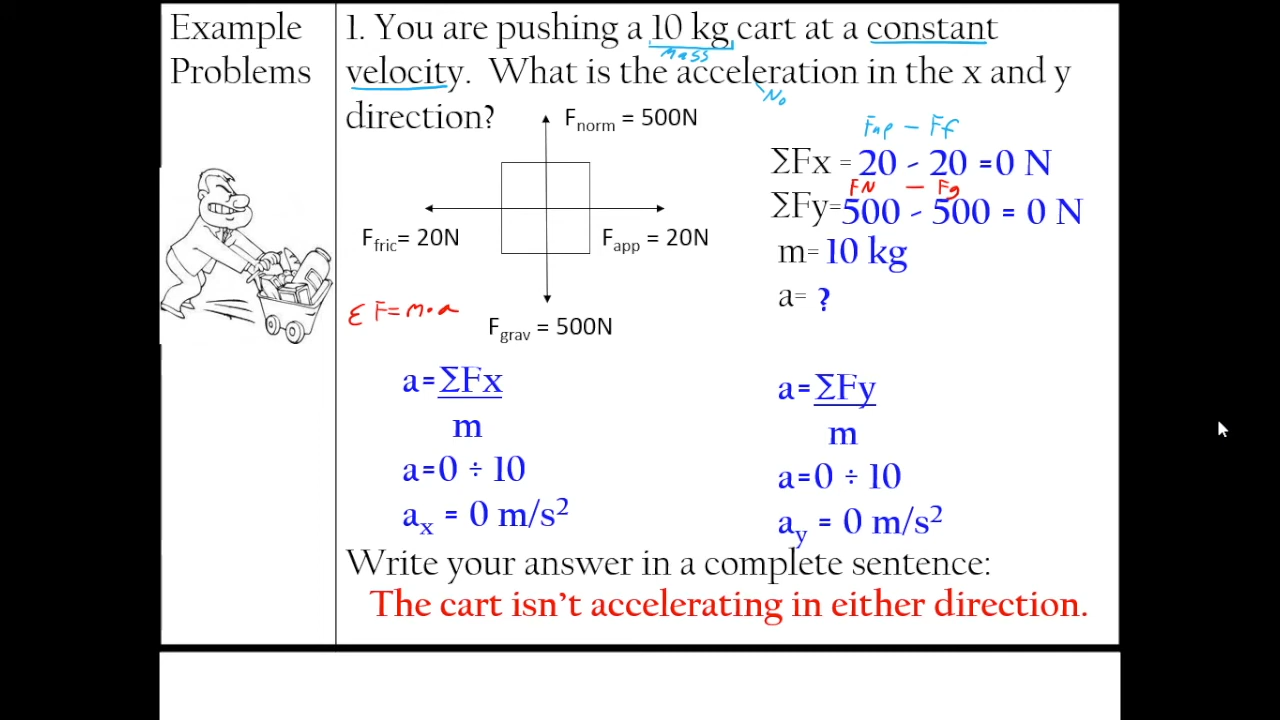 Example
Problems
1. You are pushing a 10 kg cart at a constant
mass
velocity. What is the acceleration in the x and y
No
direction?
Fnorm = 500N
Ffric= 20N
Fapp = 20N
Fgrav = 500N
Σ F = m·a
Fap - Ff
ΣFx = 20 - 20 =0 N
FN - Fg
ΣFy= 500 - 500 = 0 N
m= 10 kg
a= ?
a= ΣFx
m
a=0 ÷ 10
ax = 0 m/s²
a= ΣFy
m
a=0 ÷ 10
ay = 0 m/s²
Write your answer in a complete sentence:
The cart isn't accelerating in either direction.